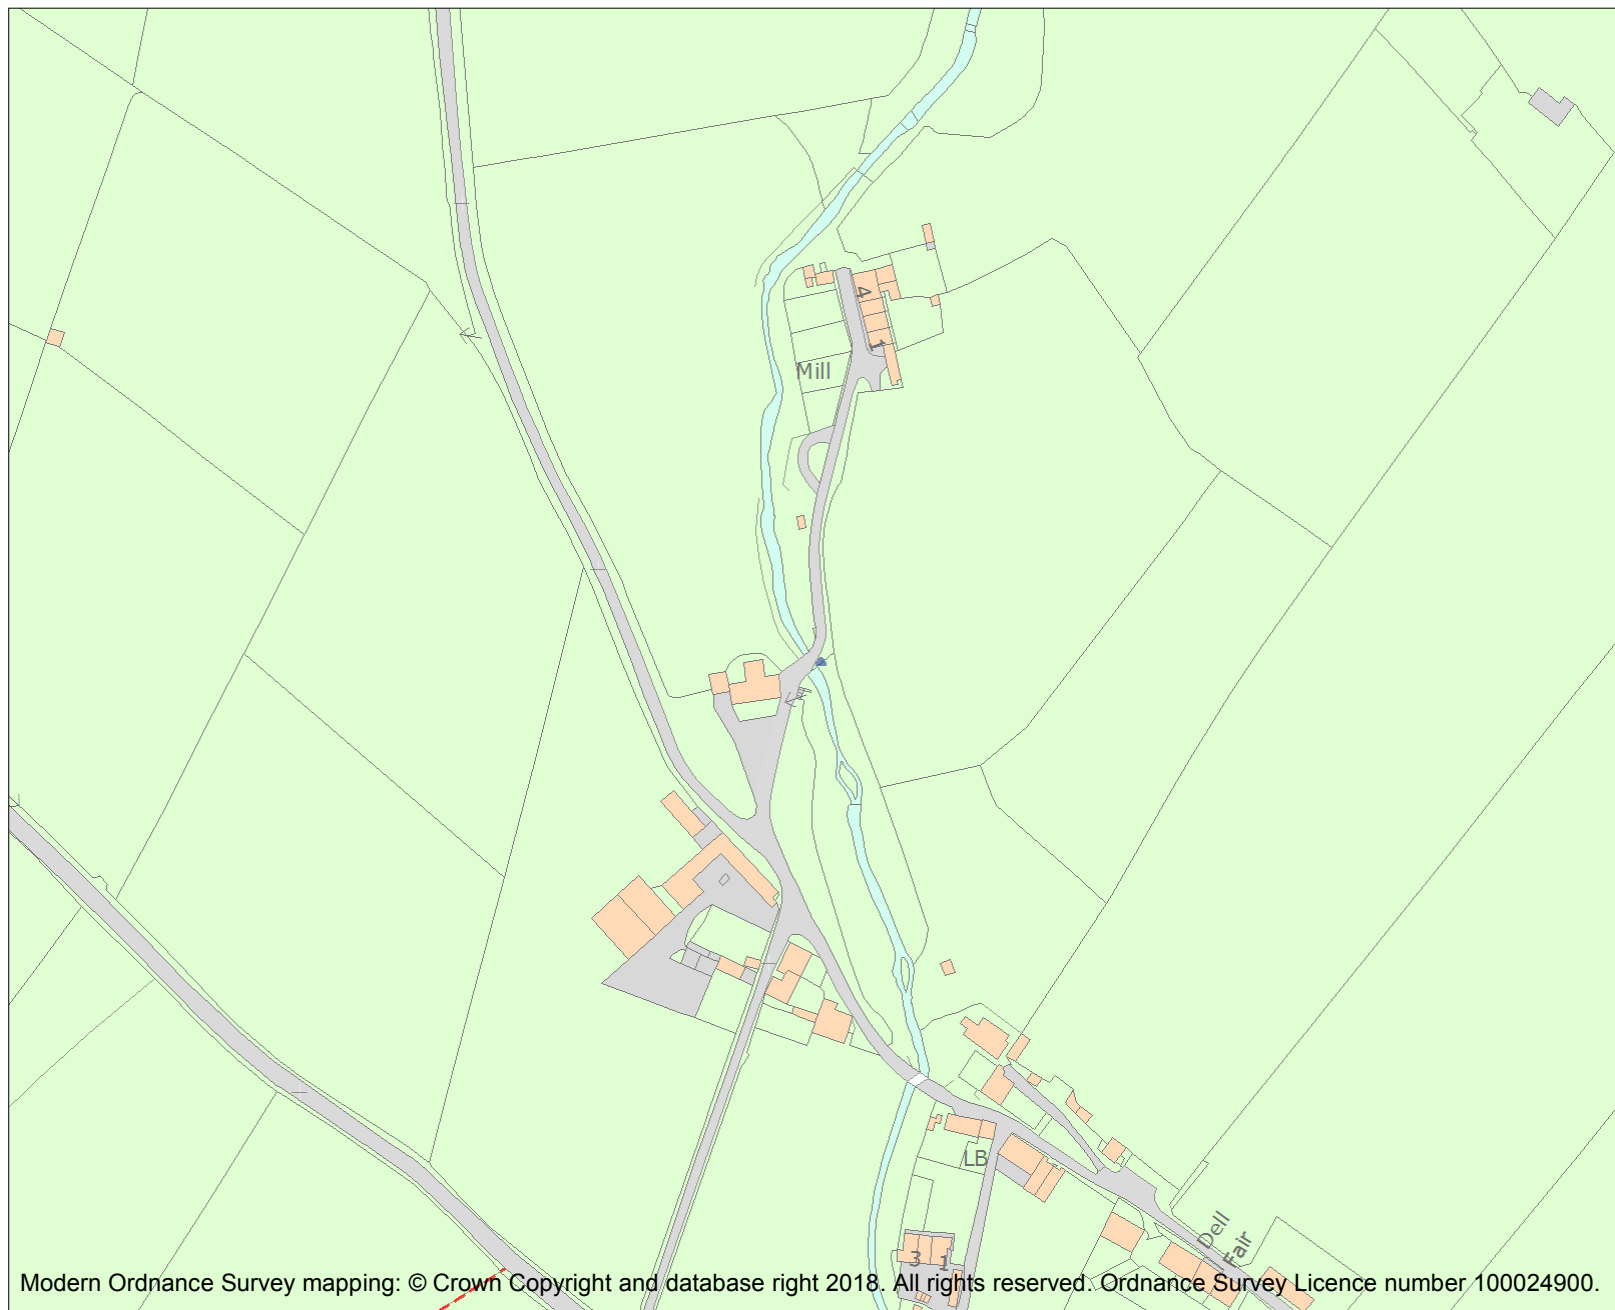 4
1
Mill
LB
Dell
Fair
3 1
Modern Ordnance Survey mapping: © Crown Copyright and database right 2018. All rights reserved. Ordnance Survey Licence number 100024900.